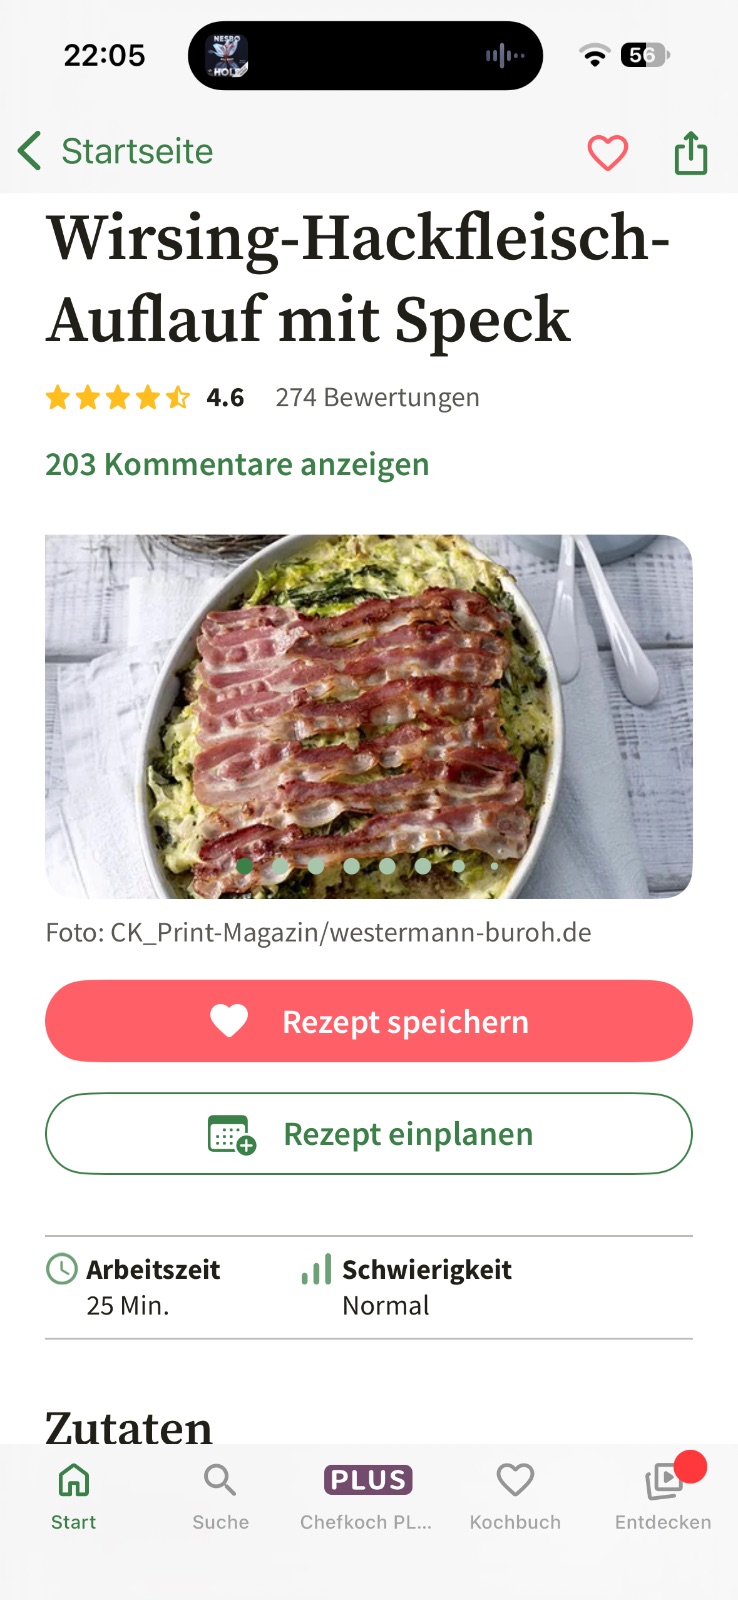 22:05
NESBO
HOLE
56
Startseite
Wirsing-Hackfleisch-
Auflauf mit Speck
4.6 274 Bewertungen
203 Kommentare anzeigen
Foto: CK_Print-Magazin/westermann-buroh.de
Rezept speichern
Rezept einplanen
Arbeitszeit Schwierigkeit
25 Min. Normal
Zutaten
PLUS
Start Suche Chefkoch PL... Kochbuch Entdecken